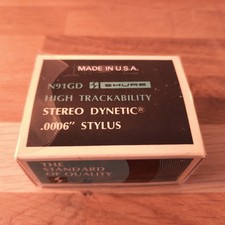 MADE IN U.S.A.
N91GD SHURE
HIGH TRACKABILITY
STEREO DYNETIC®
.0006" STYLUS
THE
STANDARD
OF QUALITY